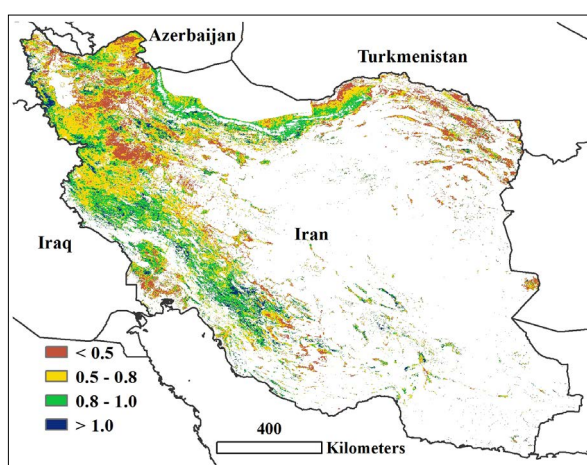 Azerbaijan
Turkmenistan
Iraq
Iran
< 0.5
0.5 - 0.8
0.8 - 1.0
> 1.0
400
Kilometers